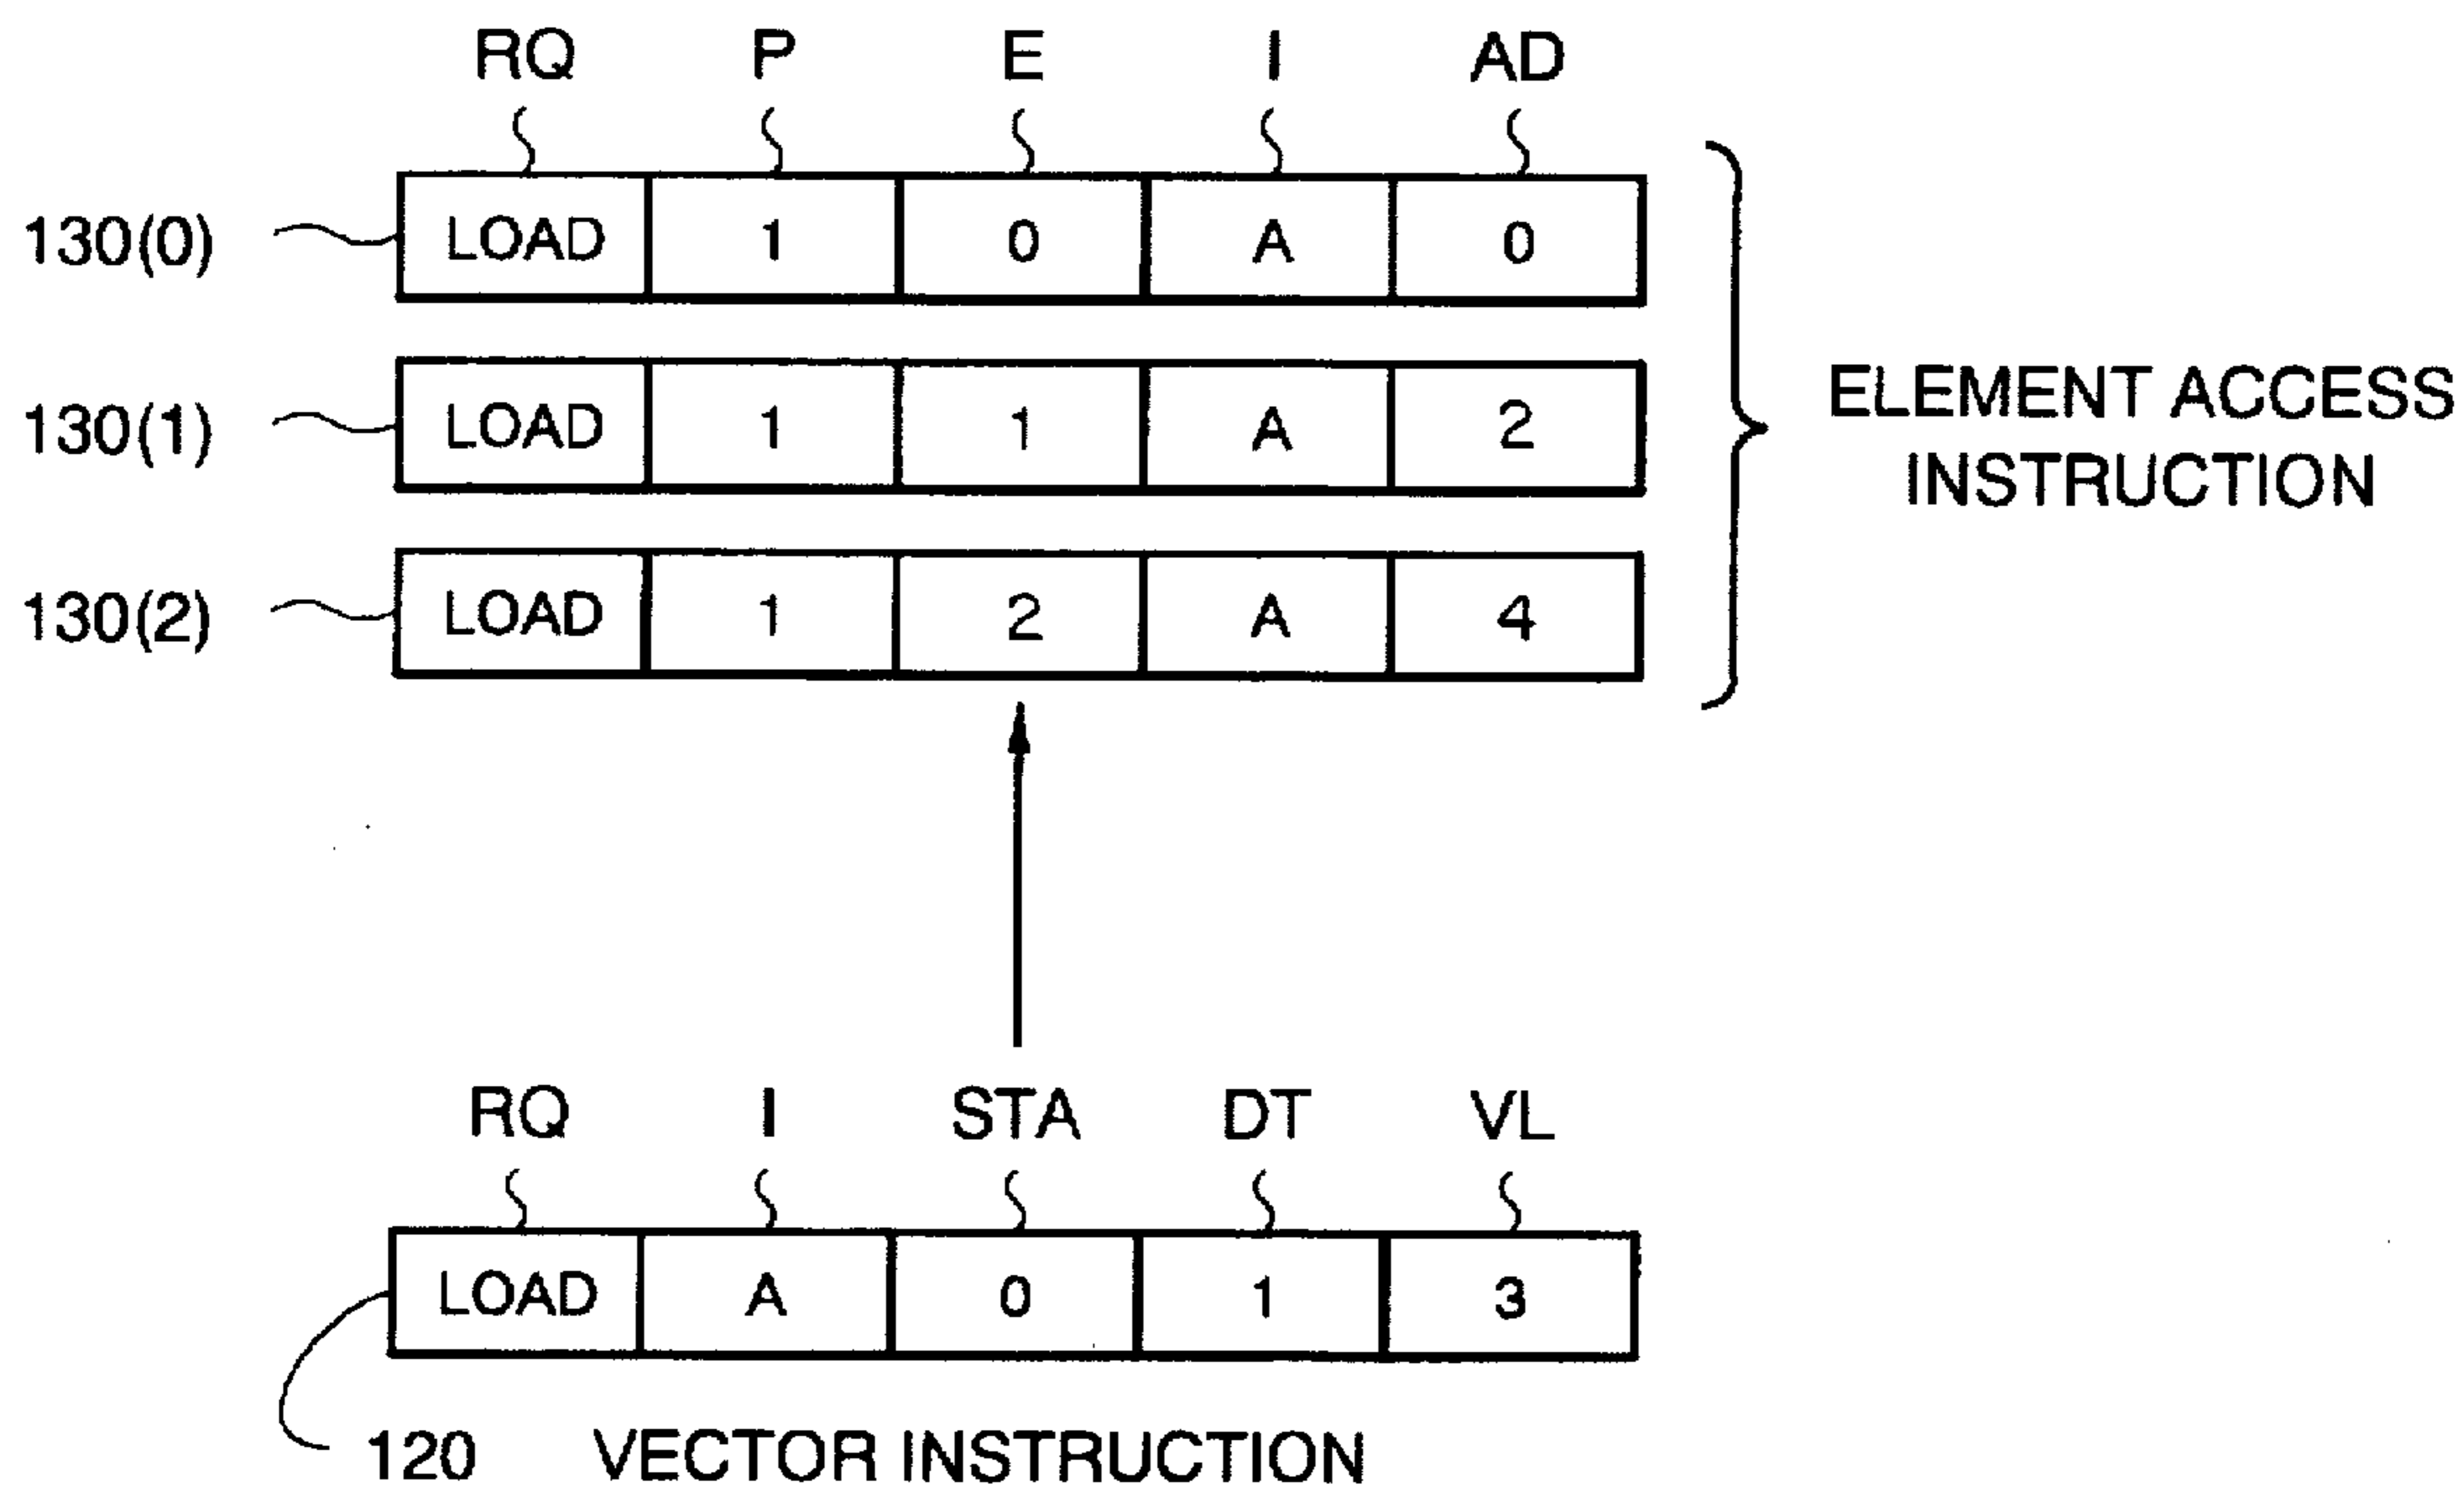 RQ P E I AD
130(0) LOAD 1 0 A 0
130(1) LOAD 1 1 A 2
ELEMENT ACCESS
INSTRUCTION
130(2) LOAD 1 2 A 4
RQ I STA DT VL
LOAD A 0 1 3
120 VECTOR INSTRUCTION